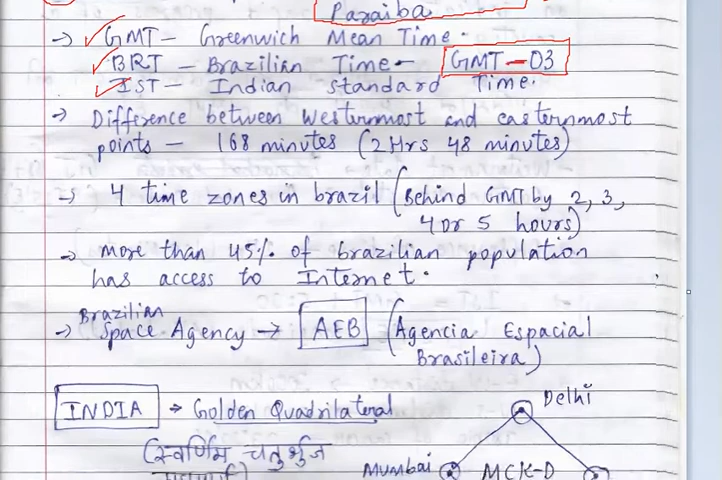 Paraiba
→ GMT - Greenwich Mean Time.
BRT - Brazilian Time - GMT - 03
IST - Indian standard Time.
→ Difference between Westernmost and easternmost
points - 168 minutes (2 Hrs 48 minutes)
→ 4 time zones in brazil (Behind GMT by 2, 3,
4 or 5 hours)
→ more than 45% of brazilian population
has access to Internet.
Brazilian
→ Space Agency → AEB (Agencia Espacial
Brasileira)
INDIA → Golden Quadrilateral
Delhi
(स्वर्णिम चतुर्भुज
Mumbai MCK-D